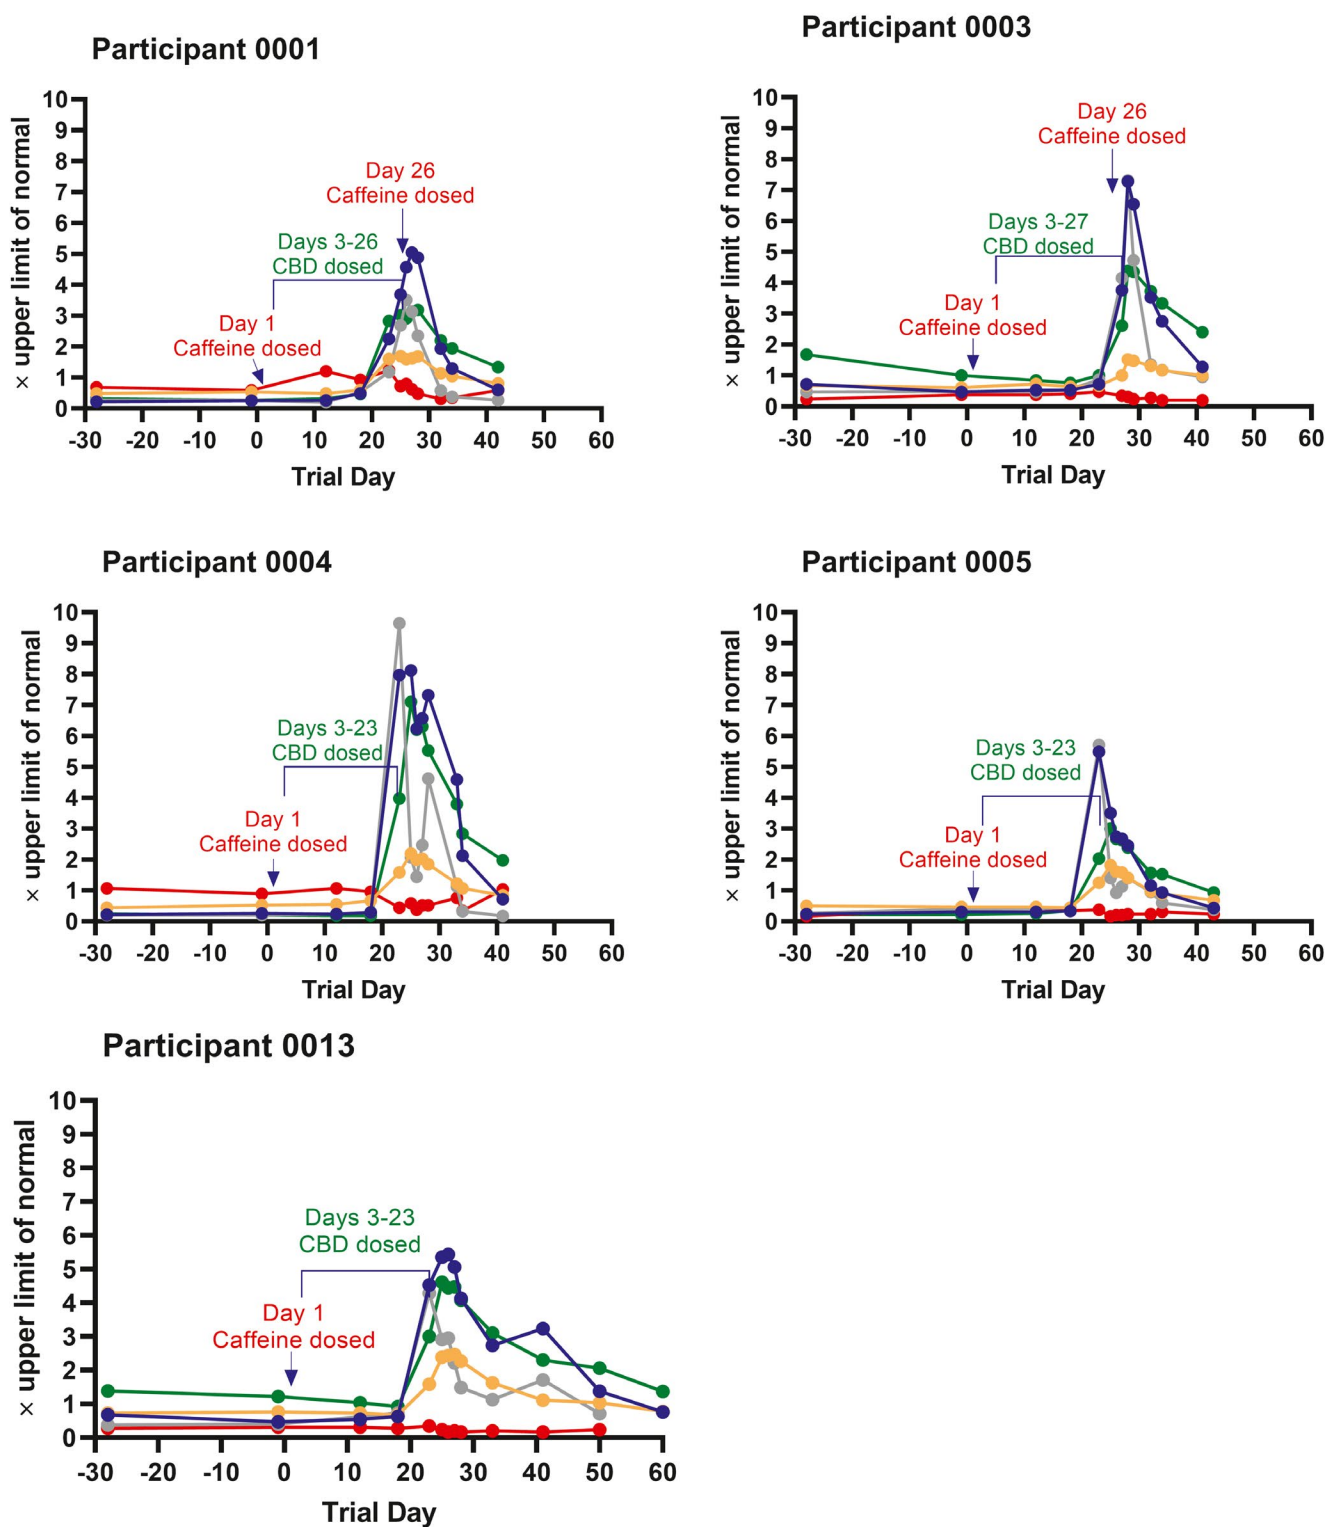 Participant 0001
× upper limit of normal
10
9
8
7
6
5
4
3
2
1
0
Day 26
Caffeine dosed
Days 3-26
CBD dosed
Day 1
Caffeine dosed
-30 -20 -10 0 10 20 30 40 50 60
Trial Day
Participant 0003
× upper limit of normal
10
9
8
7
6
5
4
3
2
1
0
Day 26
Caffeine dosed
Days 3-27
CBD dosed
Day 1
Caffeine dosed
-30 -20 -10 0 10 20 30 40 50 60
Trial Day
Participant 0004
× upper limit of normal
10
9
8
7
6
5
4
3
2
1
0
Days 3-23
CBD dosed
Day 1
Caffeine dosed
-30 -20 -10 0 10 20 30 40 50 60
Trial Day
Participant 0005
× upper limit of normal
10
9
8
7
6
5
4
3
2
1
0
Days 3-23
CBD dosed
Day 1
Caffeine dosed
-30 -20 -10 0 10 20 30 40 50 60
Trial Day
Participant 0013
× upper limit of normal
10
9
8
7
6
5
4
3
2
1
0
Days 3-23
CBD dosed
Day 1
Caffeine dosed
-30 -20 -10 0 10 20 30 40 50 60
Trial Day